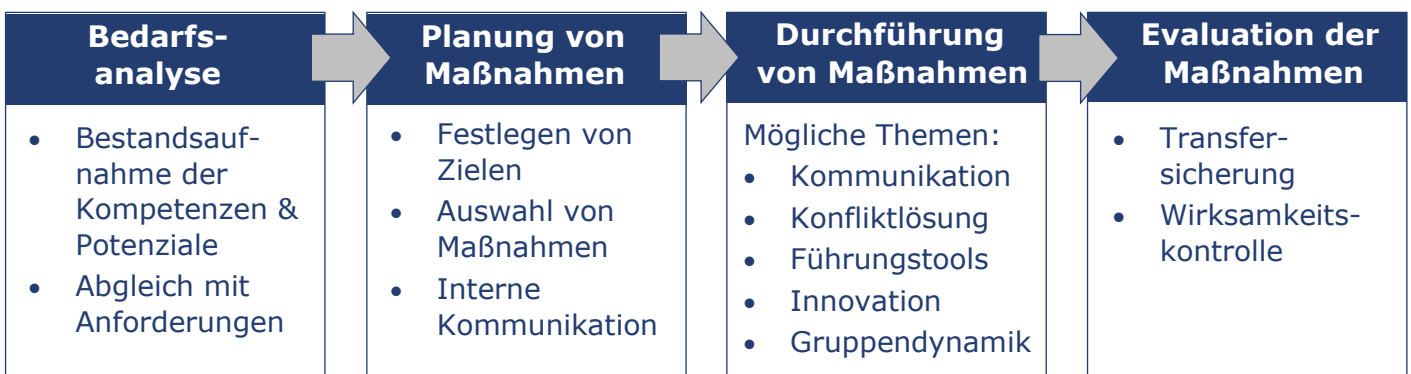 Bedarfs-
analyse
• Bestandsauf-
nahme der
Kompetenzen &
Potenziale
• Abgleich mit
Anforderungen
Planung von
Maßnahmen
• Festlegen von
Zielen
• Auswahl von
Maßnahmen
• Interne
Kommunikation
Durchführung
von Maßnahmen
Mögliche Themen:
• Kommunikation
• Konfliktlösung
• Führungstools
• Innovation
• Gruppendynamik
Evaluation der
Maßnahmen
• Transfer-
sicherung
• Wirksamkeits-
kontrolle